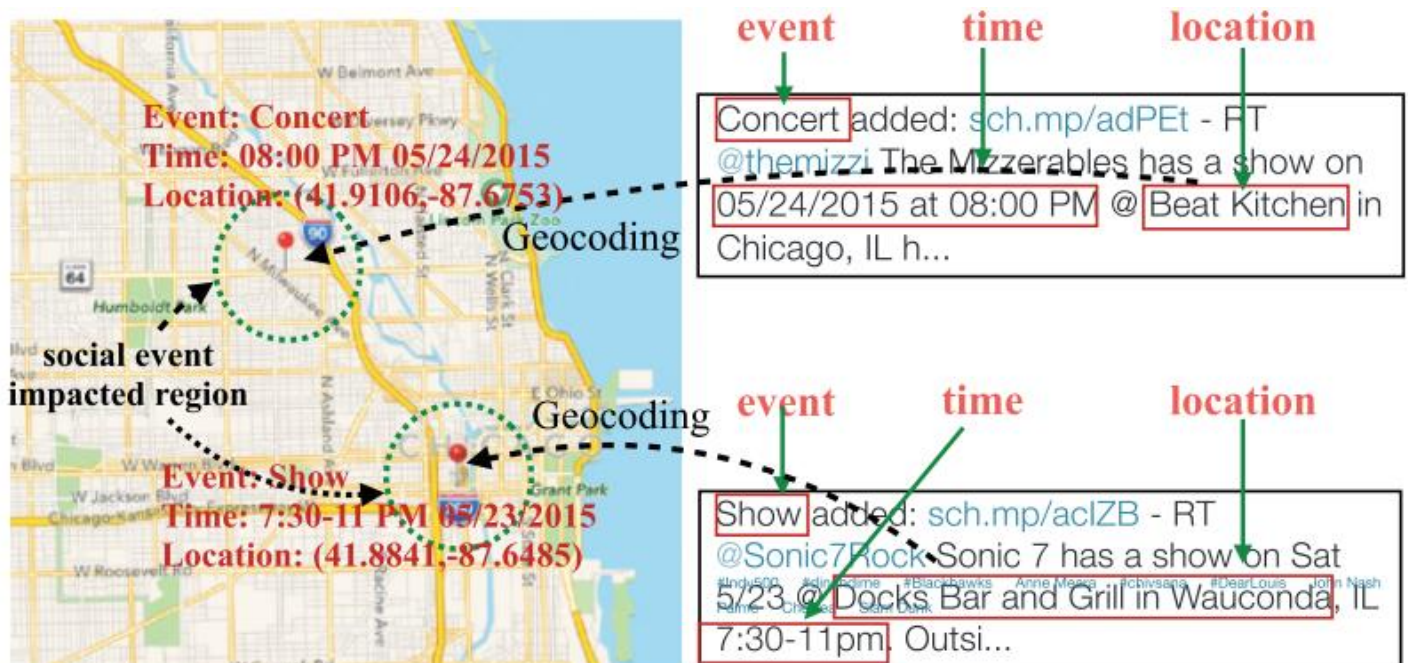 W Belmont Ave
Event: Concert
Time: 08:00 PM 05/24/2015
Location: (41.9106,-87.6753)
90
N Milwaukee Ave
64
Humboldt Park
social event
impacted region
N Clark St
N Wells St
E Ohio St
CHICAGO
Geocoding
Geocoding
Event: Show
W Jackson Blvd
Time: 7:30-11 PM 05/23/2015
Grant Park
Location: (41.8841,-87.6485)
W Roosevelt Rd
Racine Ave
event time location
Concert added: sch.mp/adPEt - RT
@themizzi The Mizzerables has a show on
05/24/2015 at 08:00 PM @ Beat Kitchen in
Chicago, IL h...
event time location
Show added: sch.mp/aclZB - RT
@Sonic7Rock Sonic 7 has a show on Sat
#Indy500 #Blackhawks Anne Meara #chivsana #DearLouis John Nash
5/23 @ Docks Bar and Grill in Wauconda, IL
7:30-11pm. Outsi...